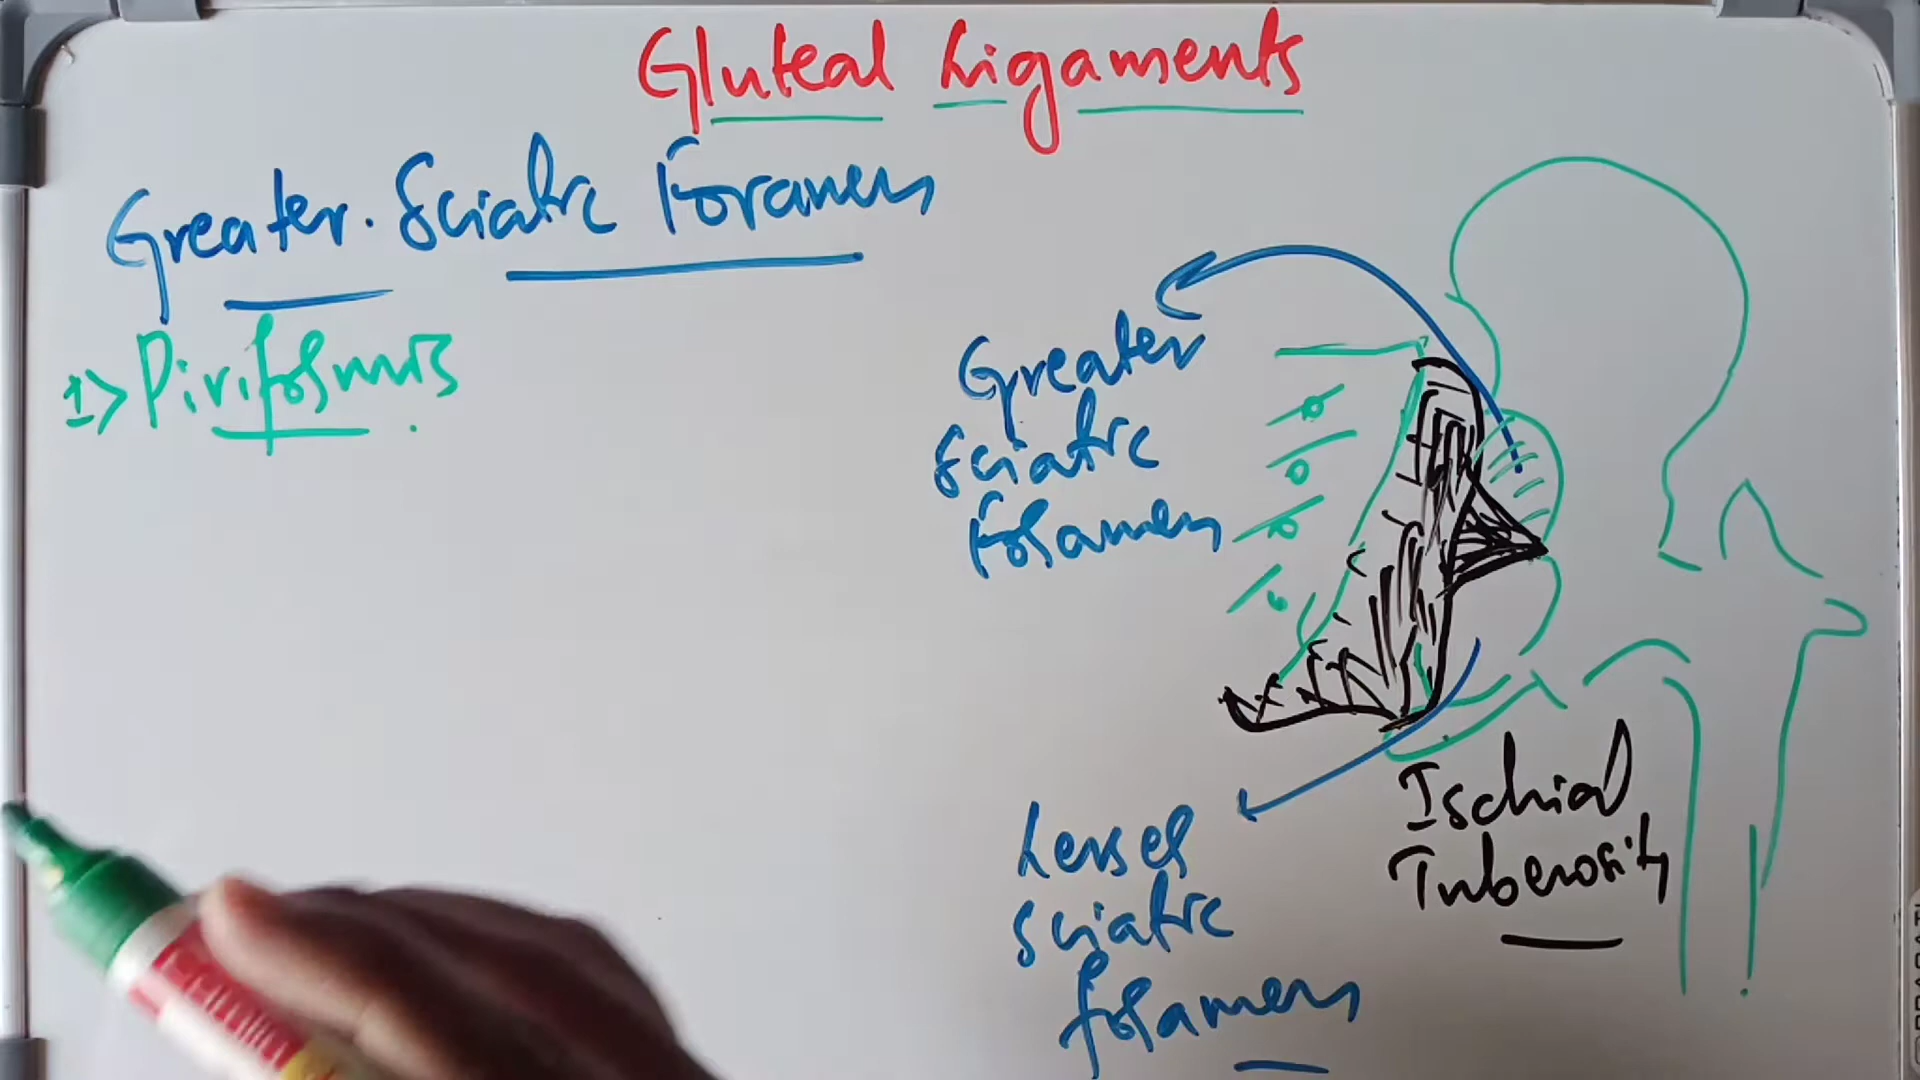 Gluteal Ligaments
Greater. Sciatic Foramen
1> Piriformis
Greater
Sciatic
Foramen
Ischial
Tuberosity
Lesser
Sciatic
foramen